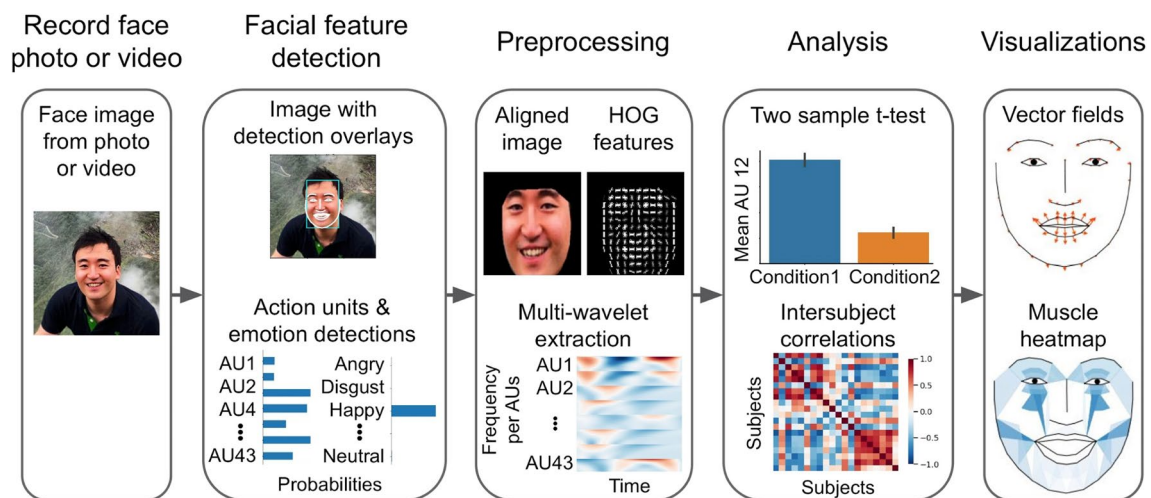 Record face
photo or video
Facial feature
detection
Preprocessing
Analysis
Visualizations
Face image
from photo
or video
Image with
detection overlays
Action units &
emotion detections
AU1
AU2
AU4
AU43
Angry
Disgust
Happy
Neutral
Probabilities
Aligned
image
HOG
features
Multi-wavelet
extraction
Frequency
per AUs
AU1
AU2
AU43
Time
Two sample t-test
Mean AU 12
Condition1
Condition2
Intersubject
correlations
Subjects
Subjects
1.0
0.5
0.0
−0.5
−1.0
Vector fields
Muscle
heatmap